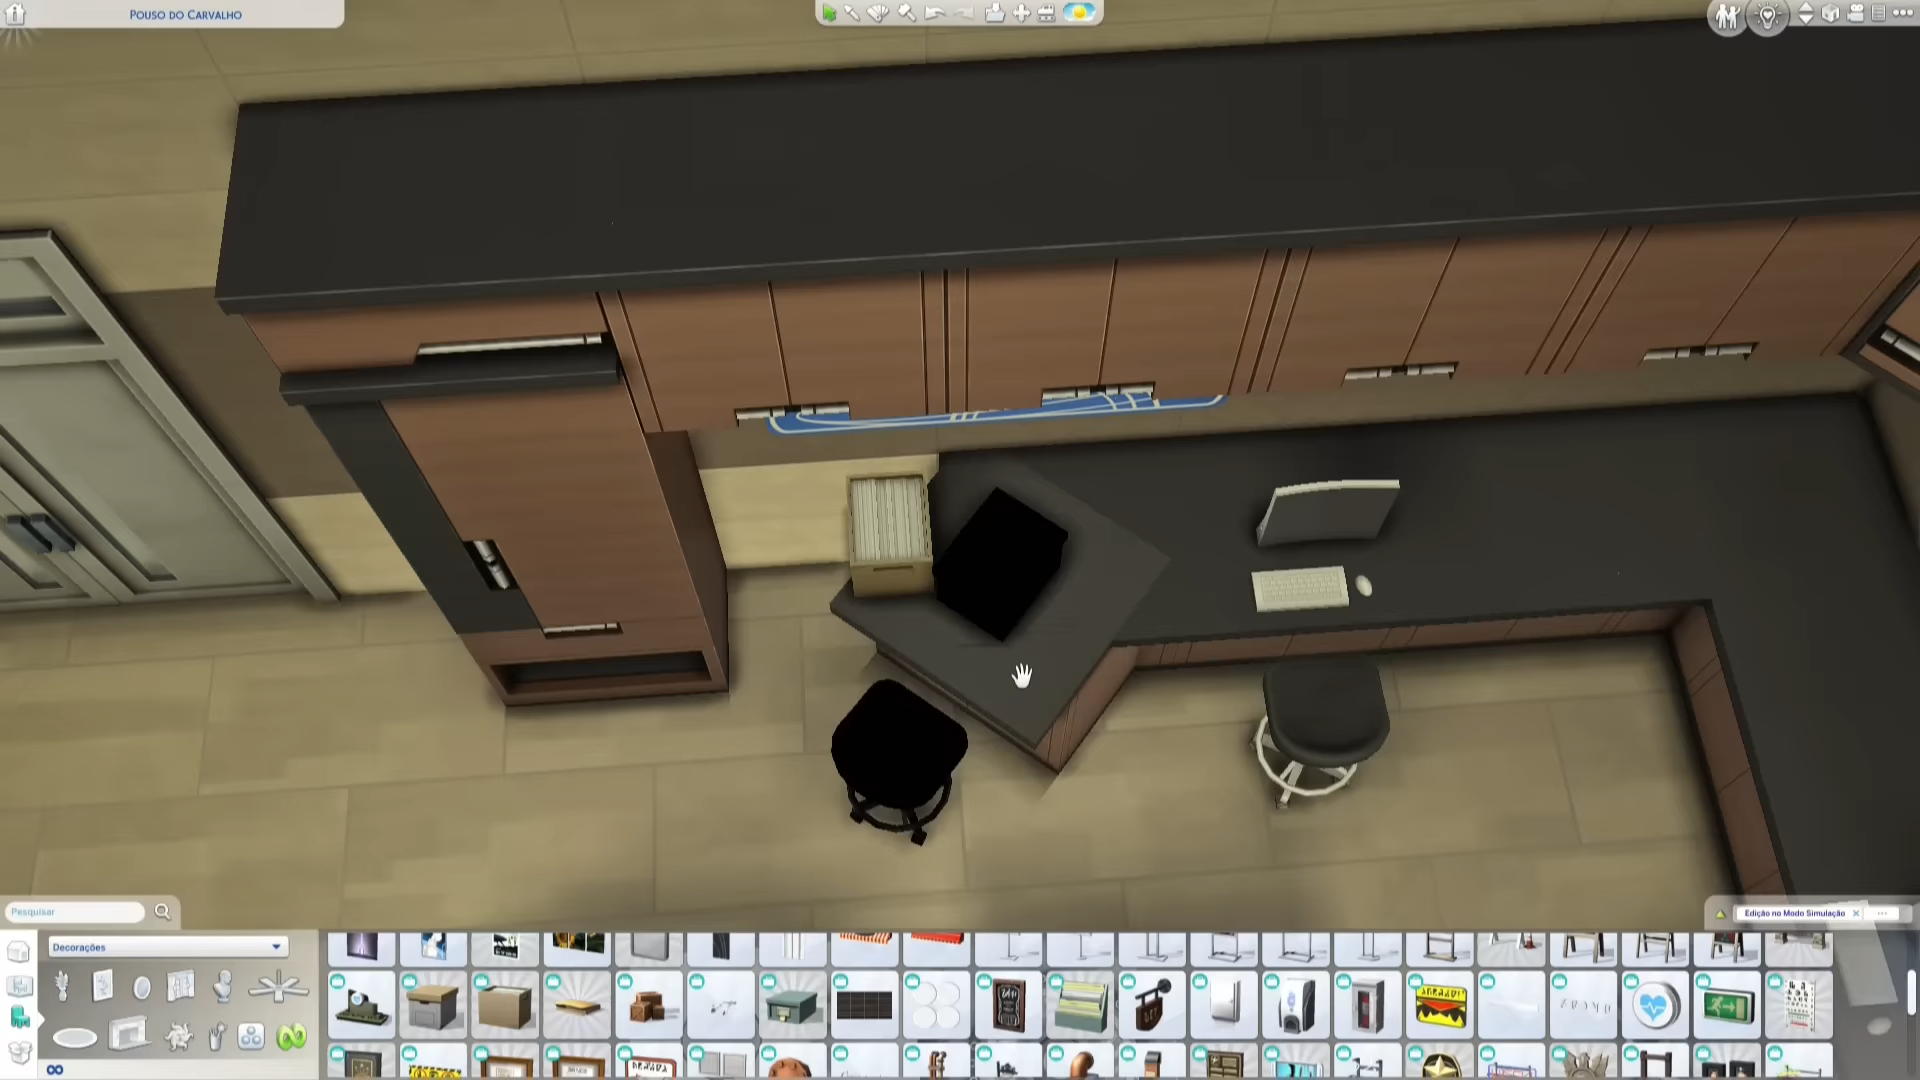 Pouso do Carvalho
Pesquisar
Edição no Modo Simulação
Decorações